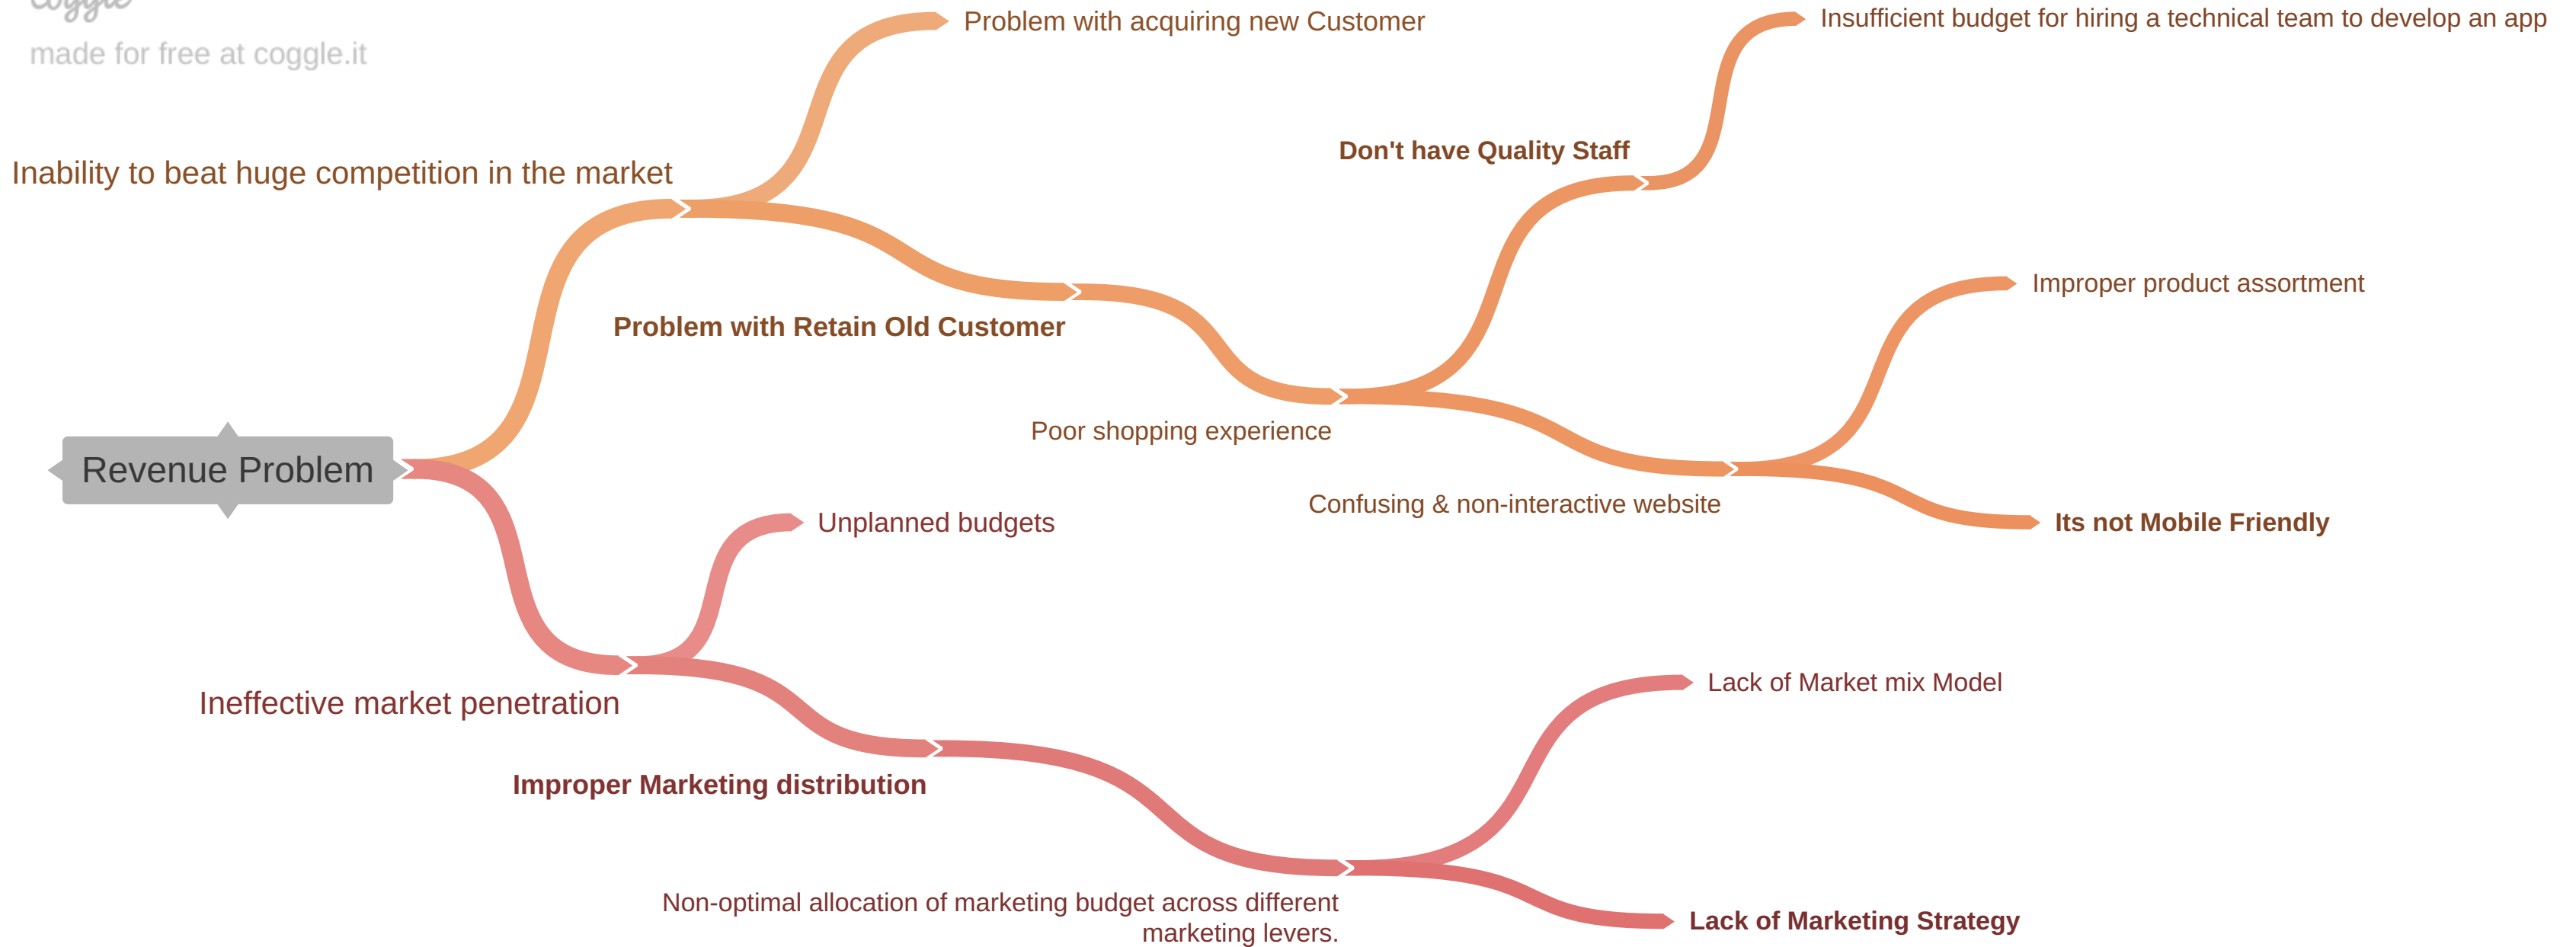 coggle
made for free at coggle.it
Problem with acquiring new Customer
Insufficient budget for hiring a technical team to develop an app
Don't have Quality Staff
Inability to beat huge competition in the market
Improper product assortment
Problem with Retain Old Customer
Poor shopping experience
Revenue Problem
Confusing & non-interactive website
Unplanned budgets
Its not Mobile Friendly
Lack of Market mix Model
Ineffective market penetration
Improper Marketing distribution
Non-optimal allocation of marketing budget across different
marketing levers.
Lack of Marketing Strategy